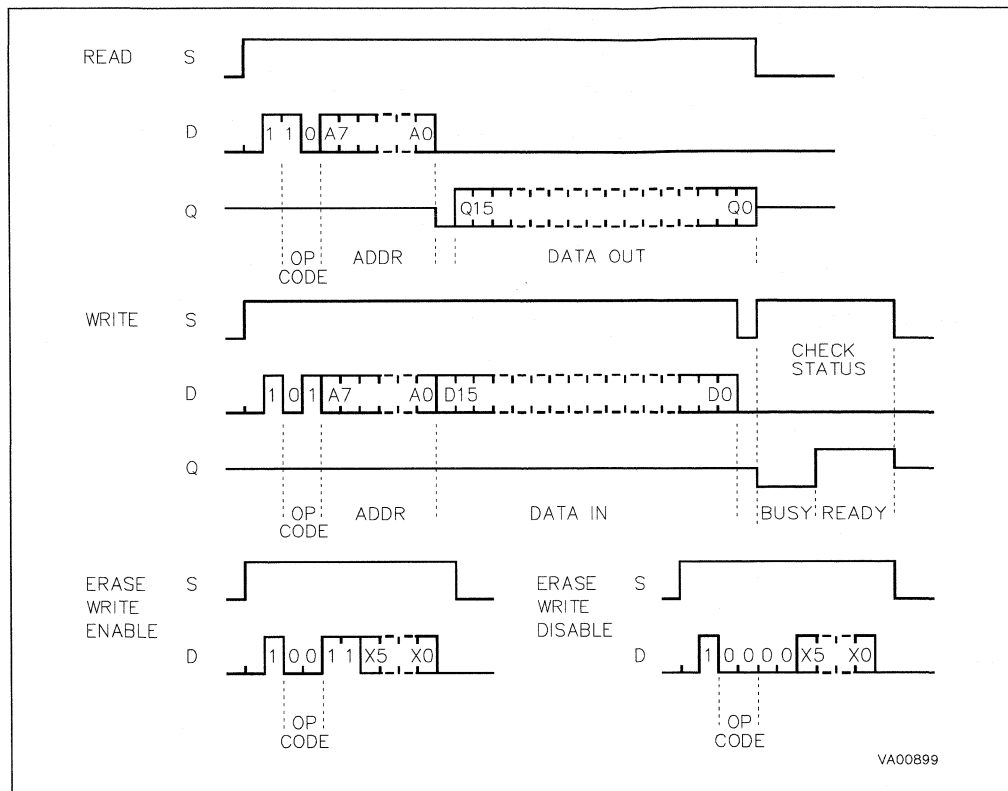 READ S
D 1 1 0 A7 A0
Q Q15 Q0
OP ADDR DATA OUT
CODE
WRITE S
CHECK
STATUS
D 1 0 1 A7 A0 D15 D0
Q
OP ADDR DATA IN BUSY READY
CODE
ERASE S
WRITE
ENABLE
D 1 0 0 1 1 X5 X0
OP
CODE
ERASE S
WRITE
DISABLE
D 1 0 0 0 0 X5 X0
OP
CODE
VA00899